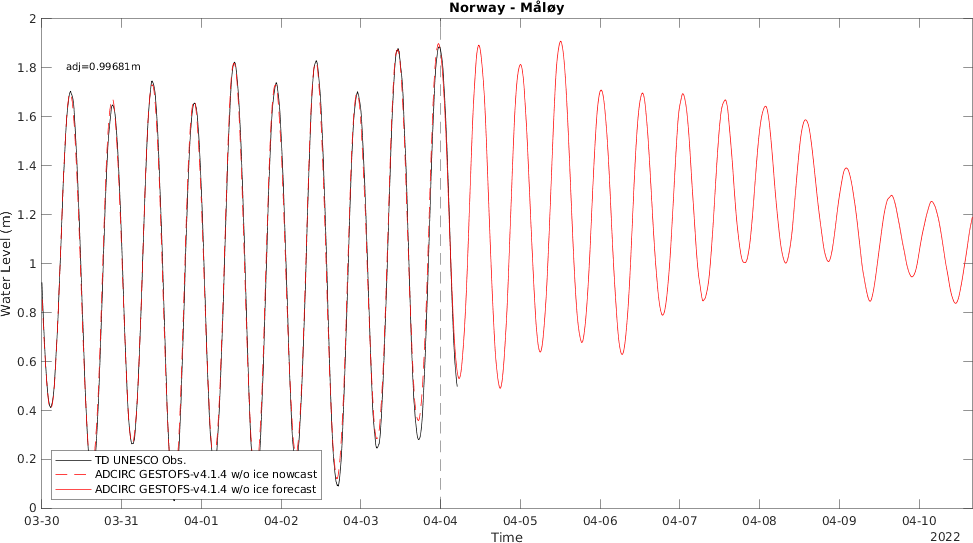 Norway - Måløy
2
1.8
1.6
1.4
1.2
1
0.8
0.6
0.4
0.2
0
Water Level (m)
adj=0.99681m
TD UNESCO Obs.
ADCIRC GESTOFS-v4.1.4 w/o ice nowcast
ADCIRC GESTOFS-v4.1.4 w/o ice forecast
03-30 03-31 04-01 04-02 04-03 04-04 04-05 04-06 04-07 04-08 04-09 04-10
Time
2022